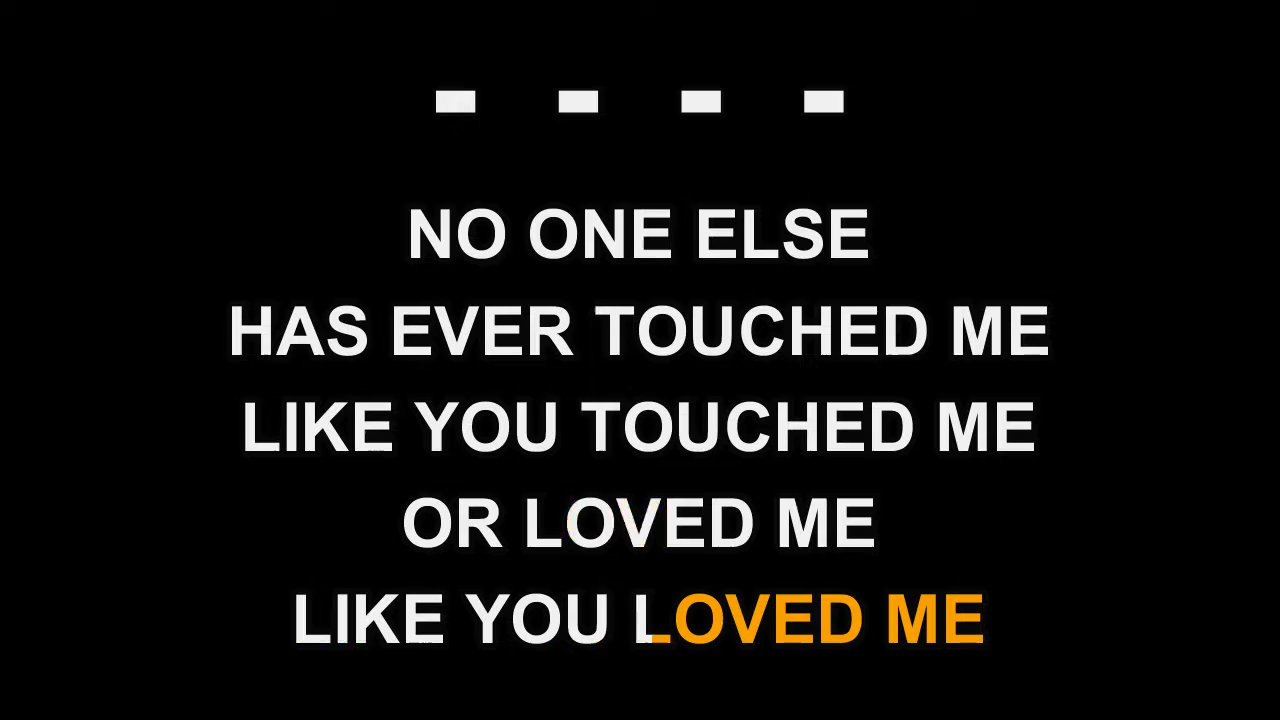 NO ONE ELSE
HAS EVER TOUCHED ME
LIKE YOU TOUCHED ME
OR LOVED ME
LIKE YOU LOVED ME